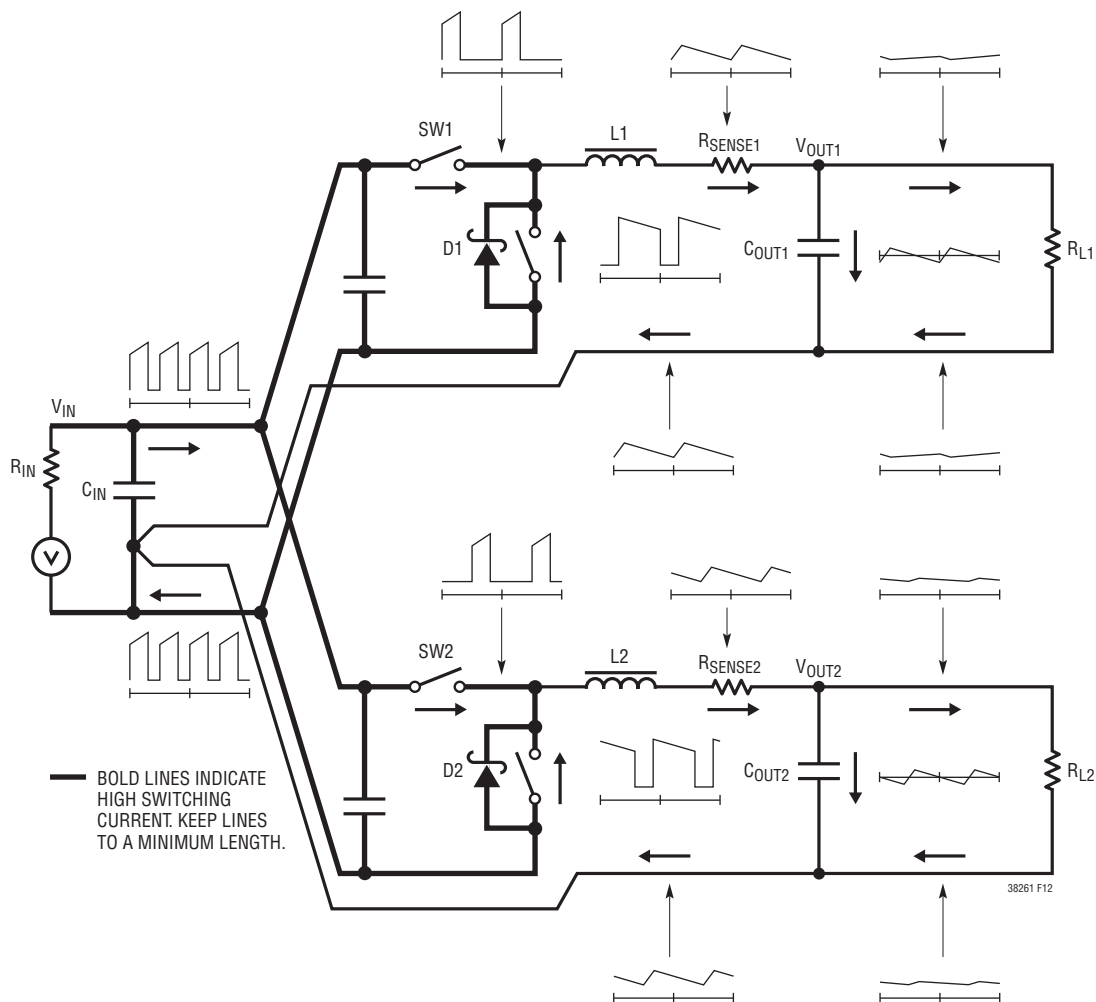 SW1
L1
RSENSE1
VOUT1
D1
COUT1
RL1
VIN
RIN
CIN
V
SW2
L2
RSENSE2
VOUT2
D2
COUT2
RL2
BOLD LINES INDICATE
HIGH SWITCHING
CURRENT. KEEP LINES
TO A MINIMUM LENGTH.
38261 F12